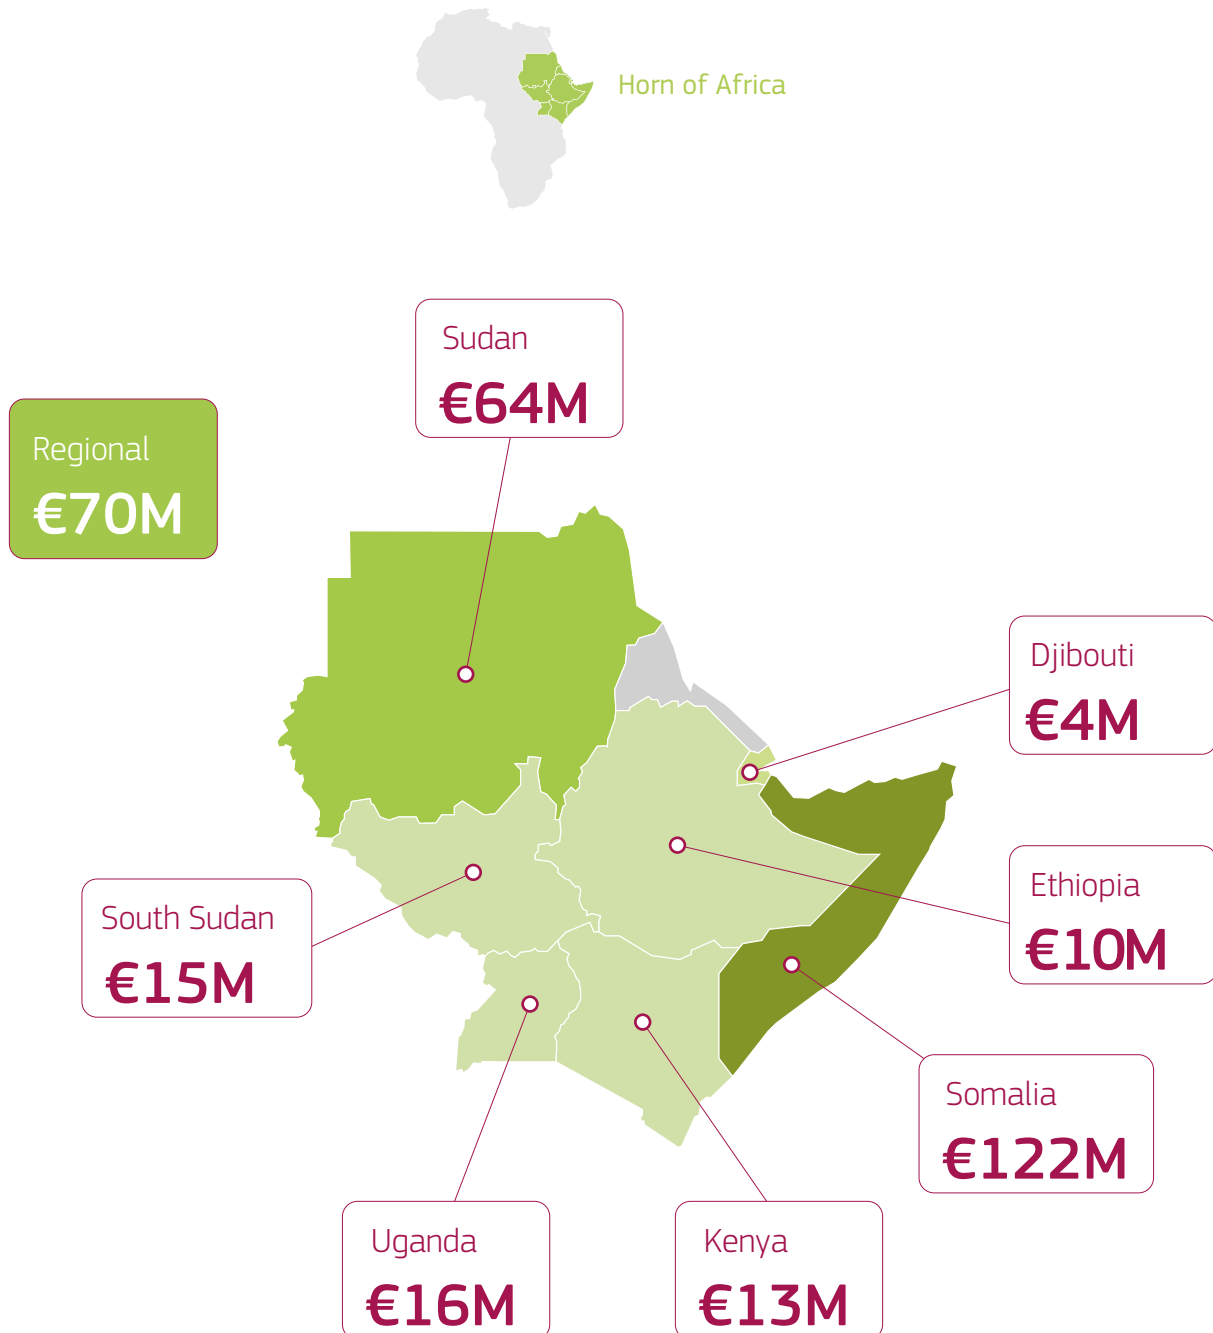 Horn of Africa
Sudan
€64M
Regional
€70M
Djibouti
€4M
Ethiopia
€10M
South Sudan
€15M
Somalia
€122M
Uganda
€16M
Kenya
€13M